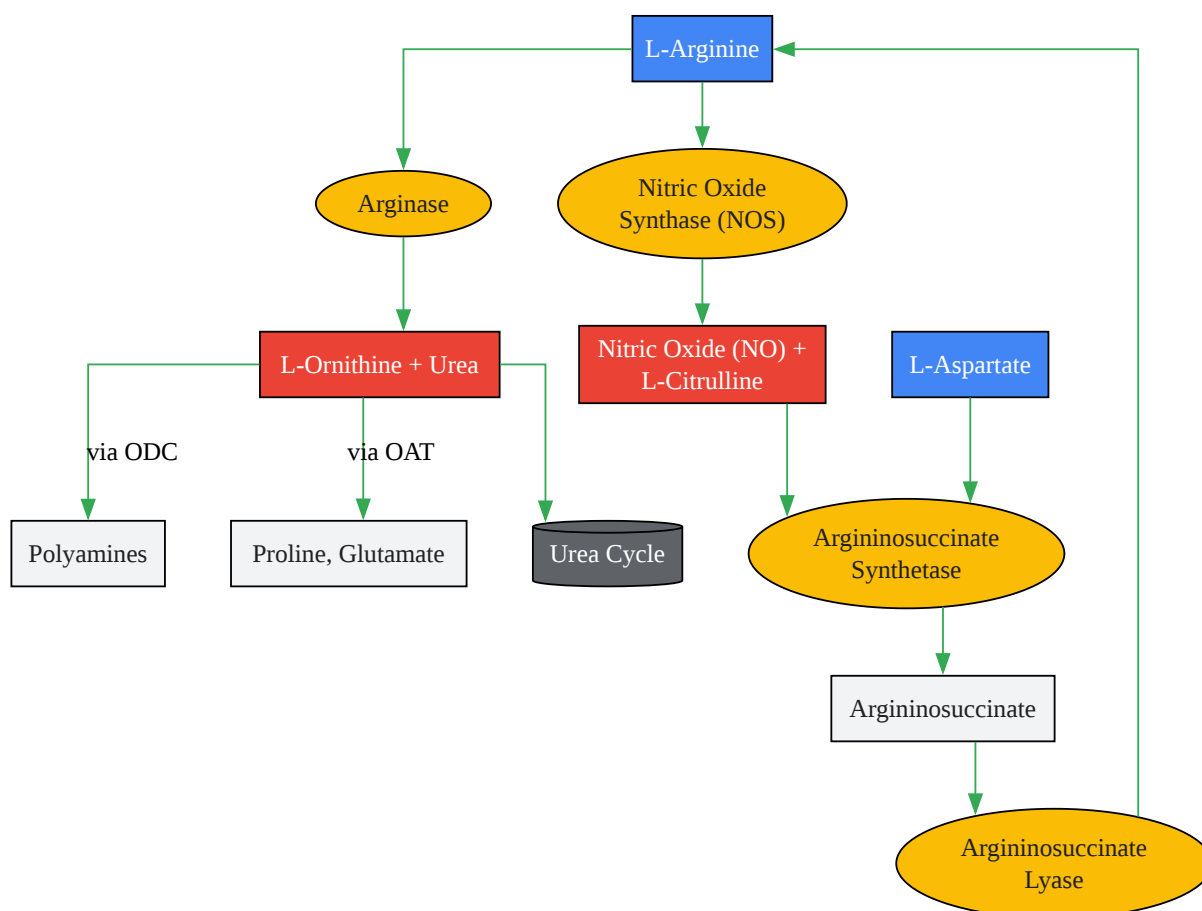 L-Arginine
Arginase
Nitric Oxide
Synthase (NOS)
L-Ornithine + Urea
Nitric Oxide (NO) +
L-Citrulline
L-Aspartate
via ODC
via OAT
Polyamines
Proline, Glutamate
Urea Cycle
Argininosuccinate
Synthetase
Argininosuccinate
Argininosuccinate
Lyase